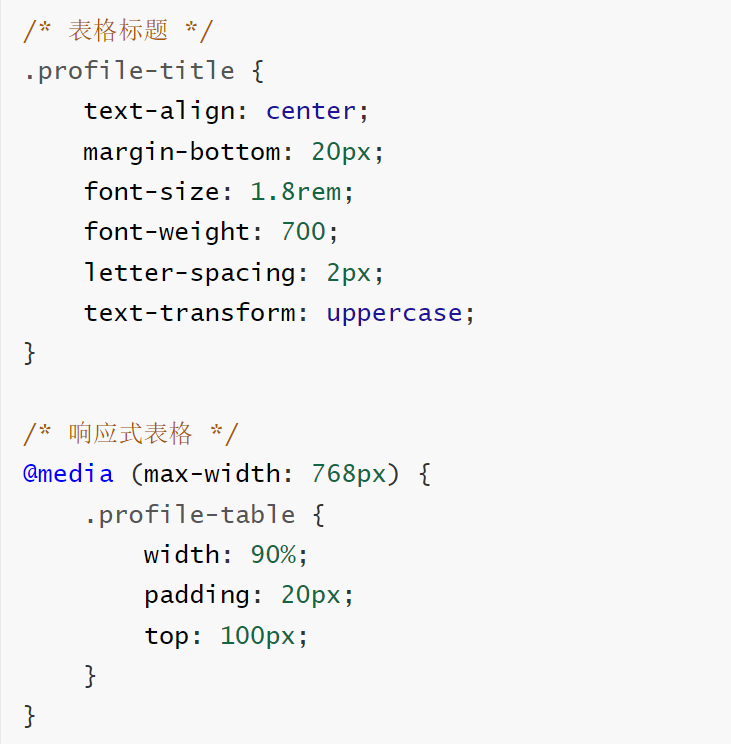 /* 表格标题 */
.profile-title {
    text-align: center;
    margin-bottom: 20px;
    font-size: 1.8rem;
    font-weight: 700;
    letter-spacing: 2px;
    text-transform: uppercase;
}

/* 响应式表格 */
@media (max-width: 768px) {
    .profile-table {
        width: 90%;
        padding: 20px;
        top: 100px;
    }
}